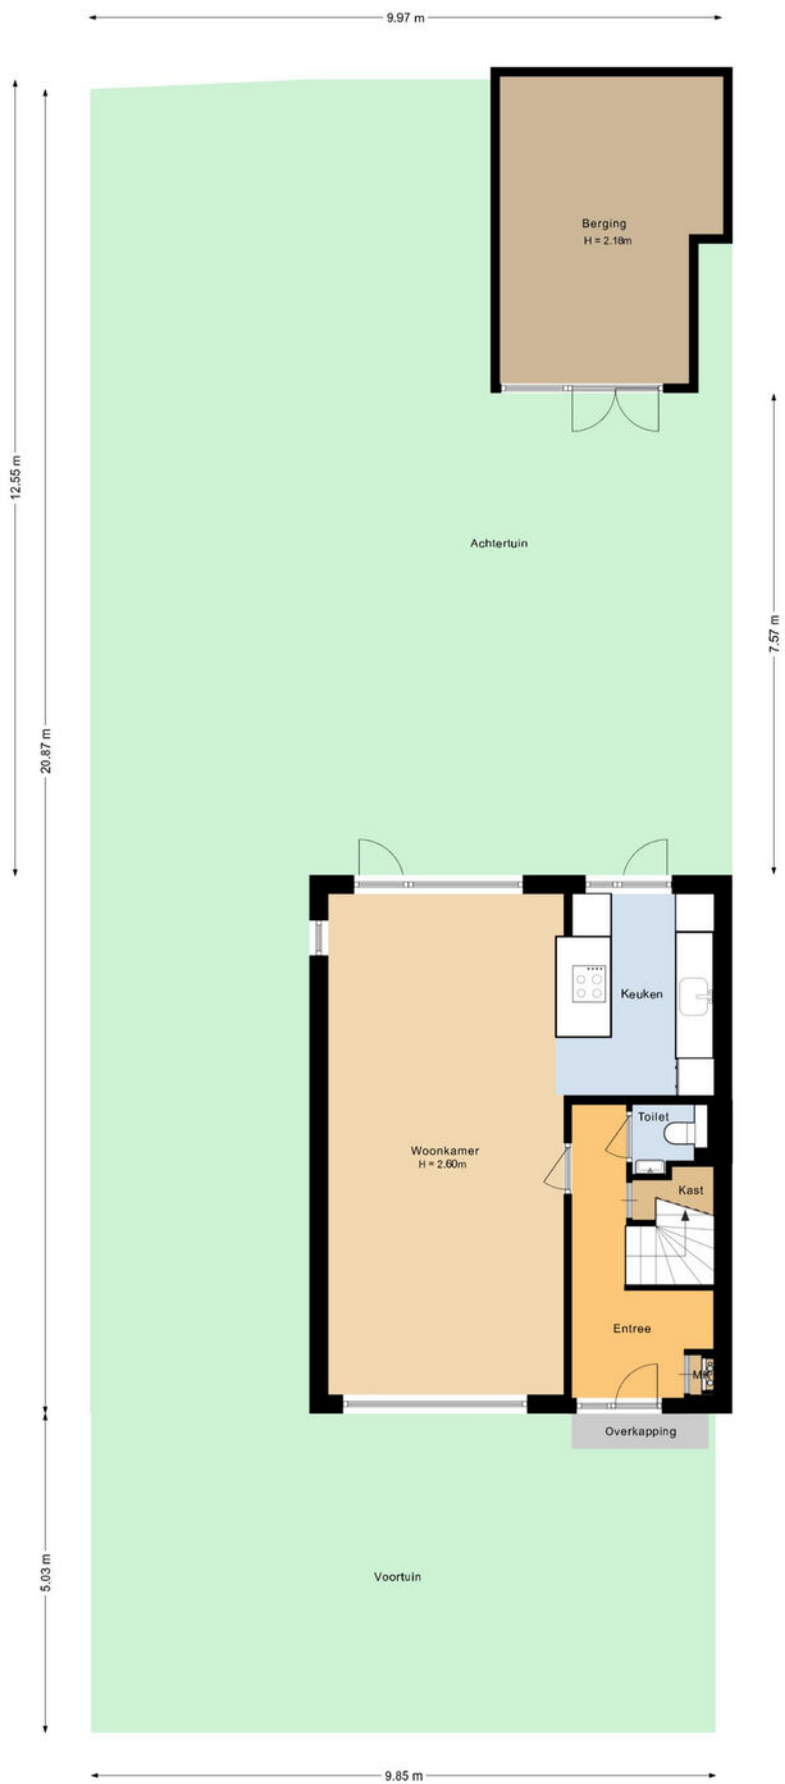 9.97 m
Berging
H = 2.18m
12.55 m
Achtertuin
7.57 m
20.87 m
Keuken
Toilet
Woonkamer
H = 2.60m
Kast
Entree
MK
Overkapping
5.03 m
Voortuin
9.85 m